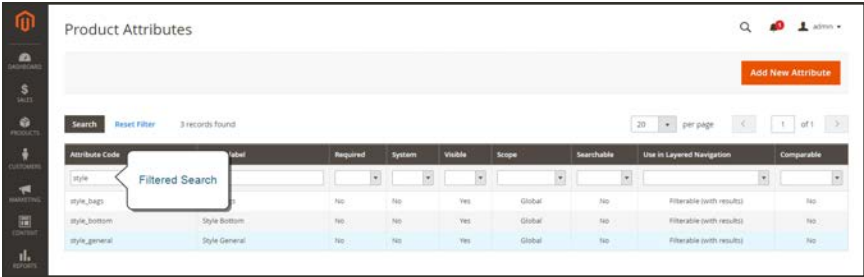 Product Attributes
admin
Add New Attribute
Search Reset Filter 3 records found 20 per page 1 of 1
Attribute Code Label Required System Visible Scope Searchable Use in Layered Navigation Comparable
style
Filtered Search
style_bags No No Yes Global No Filterable (with results) No
style_bottom Style Bottom No No Yes Global No Filterable (with results) No
style_general Style General No No Yes Global No Filterable (with results) No
DASHBOARD
SALES
PRODUCTS
CUSTOMERS
MARKETING
CONTENT
REPORTS